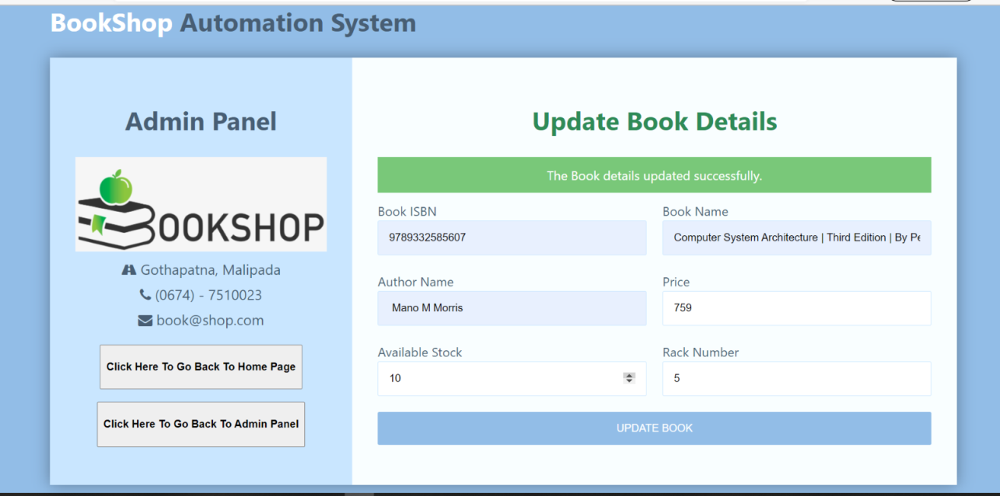 BookShop Automation System
Admin Panel
BOOKSHOP
Gothapatna, Malipada
(0674) - 7510023
book@shop.com
Click Here To Go Back To Home Page
Click Here To Go Back To Admin Panel
Update Book Details
The Book details updated successfully.
Book ISBN
9789332585607
Book Name
Computer System Architecture | Third Edition | By Pe
Author Name
Mano M Morris
Price
759
Available Stock
10
Rack Number
5
UPDATE BOOK